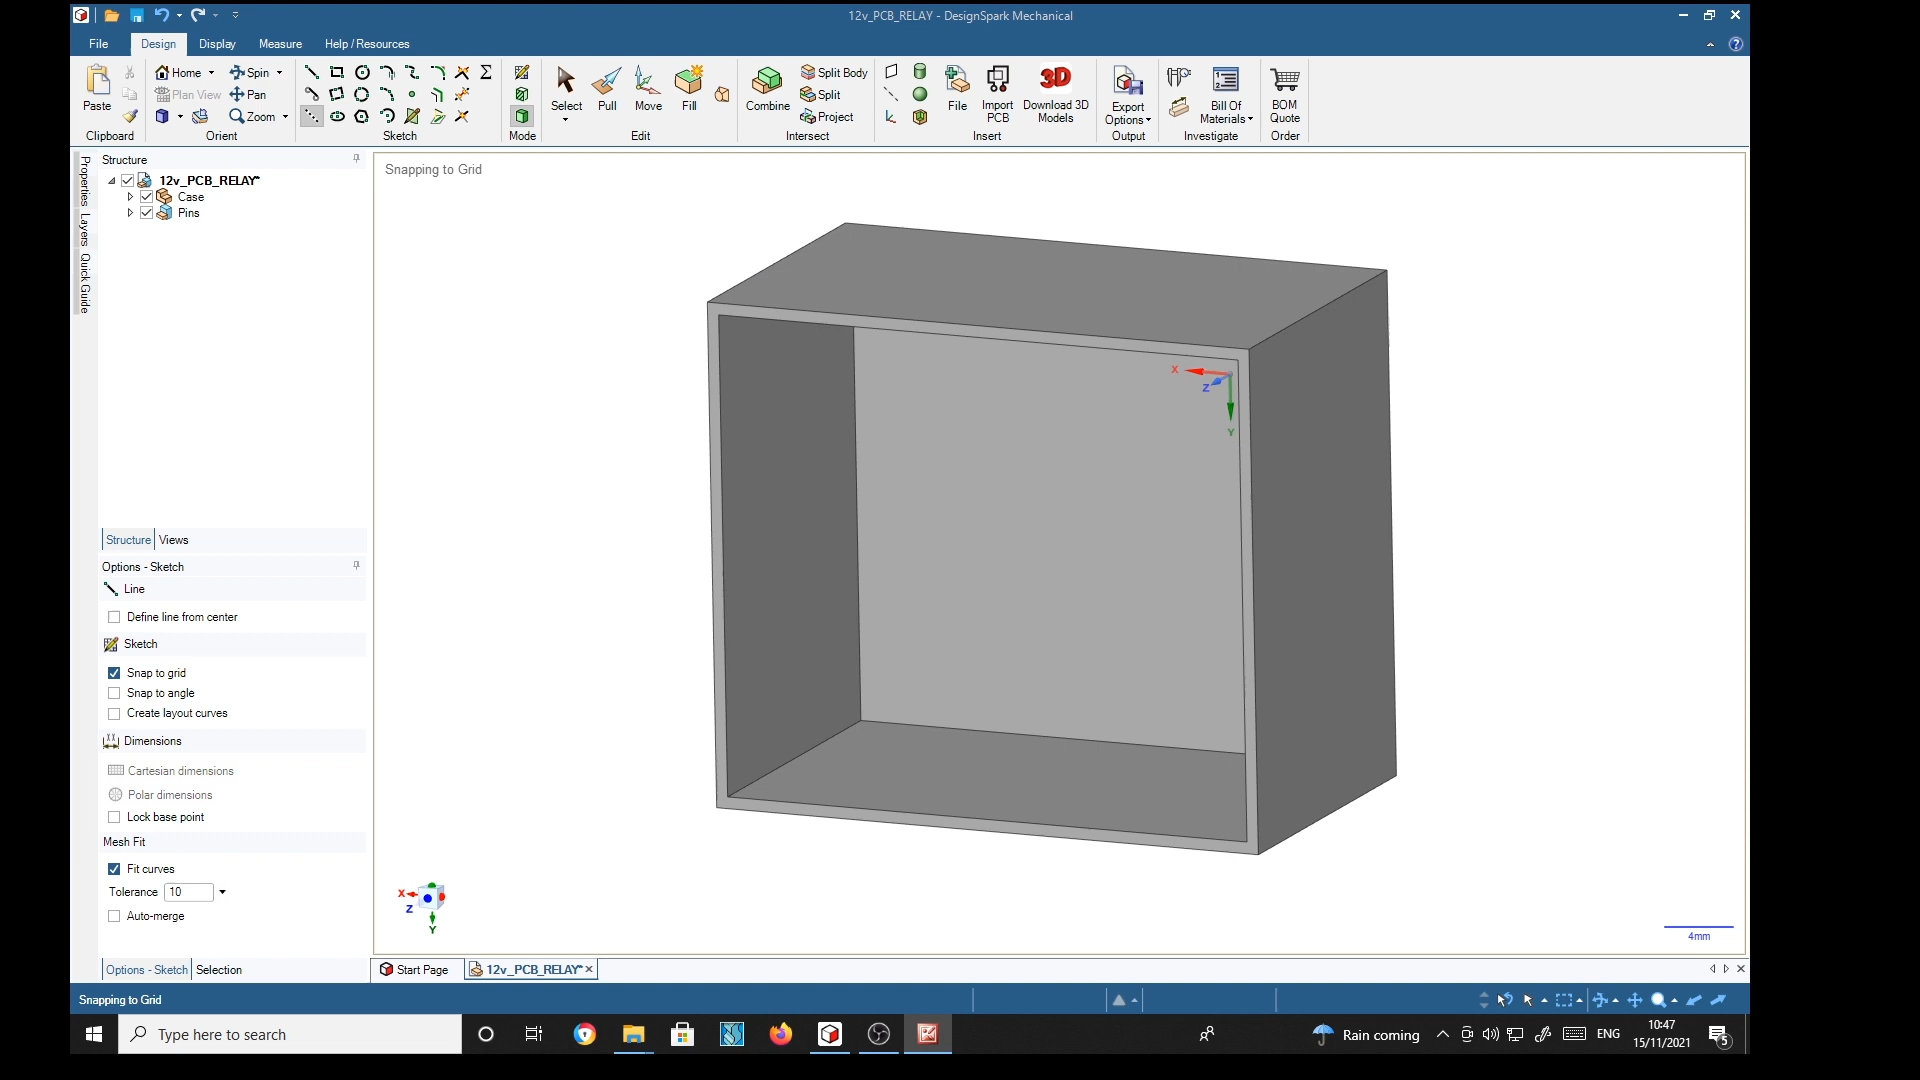 12v_PCB_RELAY - DesignSpark Mechanical
File Design Display Measure Help / Resources
Paste
Home Spin
Plan View Pan
Zoom
Select Pull Move Fill
Combine
Split Body
Split
Project
File Import PCB Download 3D Models
3D
Export Options
Bill Of Materials
BOM Quote
Clipboard Orient Sketch Mode Edit Intersect Insert Output Investigate Order
Properties Layers Quick Guide
Structure
12v_PCB_RELAY*
Case
Pins
Structure Views
Options - Sketch
Line
Define line from center
Sketch
Snap to grid
Snap to angle
Create layout curves
Dimensions
Cartesian dimensions
Polar dimensions
Lock base point
Mesh Fit
Fit curves
Tolerance 10
Auto-merge
Options - Sketch Selection
Snapping to Grid
X
Z
Y
X
Z
Y
4mm
Start Page 12v_PCB_RELAY*
Snapping to Grid
Type here to search
Rain coming
ENG
10:47
15/11/2021
5